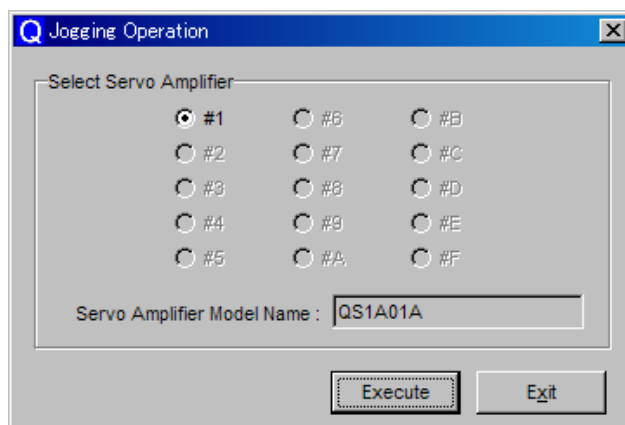 Q Jogging Operation
Select Servo Amplifier
#1 #6 #B
#2 #7 #C
#3 #8 #D
#4 #9 #E
#5 #A #F
Servo Amplifier Model Name : QS1A01A
Execute Exit